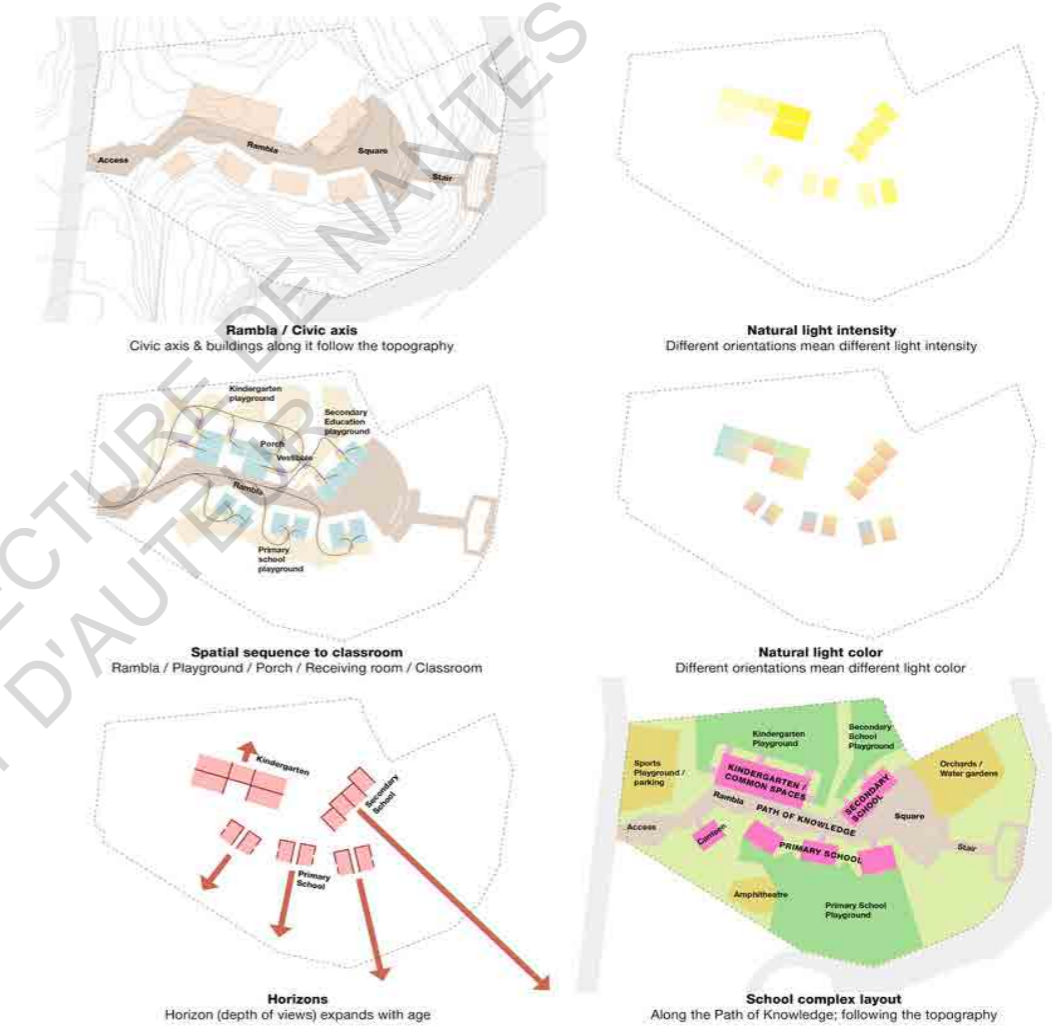 Access
Rambla
Square
Stair
Rambla / Civic axis
Civic axis & buildings along it follow the topography
Natural light intensity
Different orientations mean different light intensity
Kindergarten
playground
Secondary
Education
playground
Porch
Vestibule
Rambla
Primary
school
playground
Spatial sequence to classroom
Rambla / Playground / Porch / Receiving room / Classroom
Natural light color
Different orientations mean different light color
Kindergarten
Secondary
School
Primary
School
Horizons
Horizon (depth of views) expands with age
Kindergarten
Playground
Secondary
School
Playground
Sports
Playground /
parking
Orchards /
Water gardens
KINDERGARTEN /
COMMON SPACES
SECONDARY
SCHOOL
Rambla
PATH OF KNOWLEDGE
Square
Access
Canteen
PRIMARY SCHOOL
Stair
Amphitheatre
Primary School
Playground
School complex layout
Along the Path of Knowledge; following the topography
ECTURE DE NANTES
D'AUTEUR